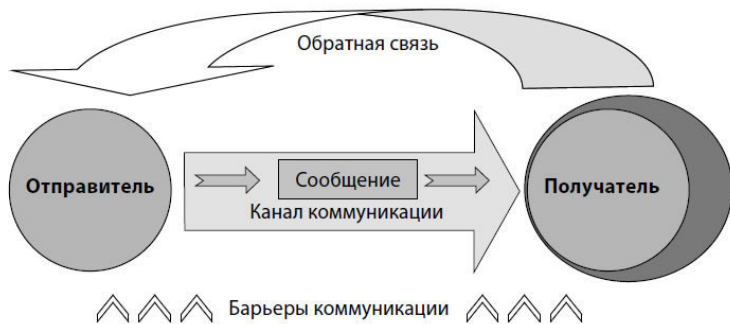 Обратная связь
Отправитель
Сообщение
Получатель
Канал коммуникации
Барьеры коммуникации